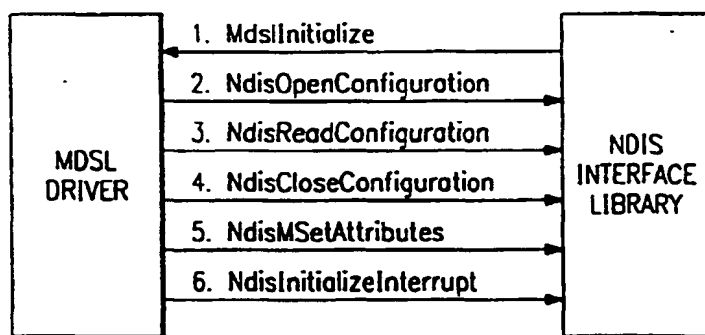 1. MdslInitialize
2. NdisOpenConfiguration
3. NdisReadConfiguration
4. NdisCloseConfiguration
5. NdisMSetAttributes
6. NdisInitializeInterrupt
MDSL
DRIVER
NDIS
INTERFACE
LIBRARY